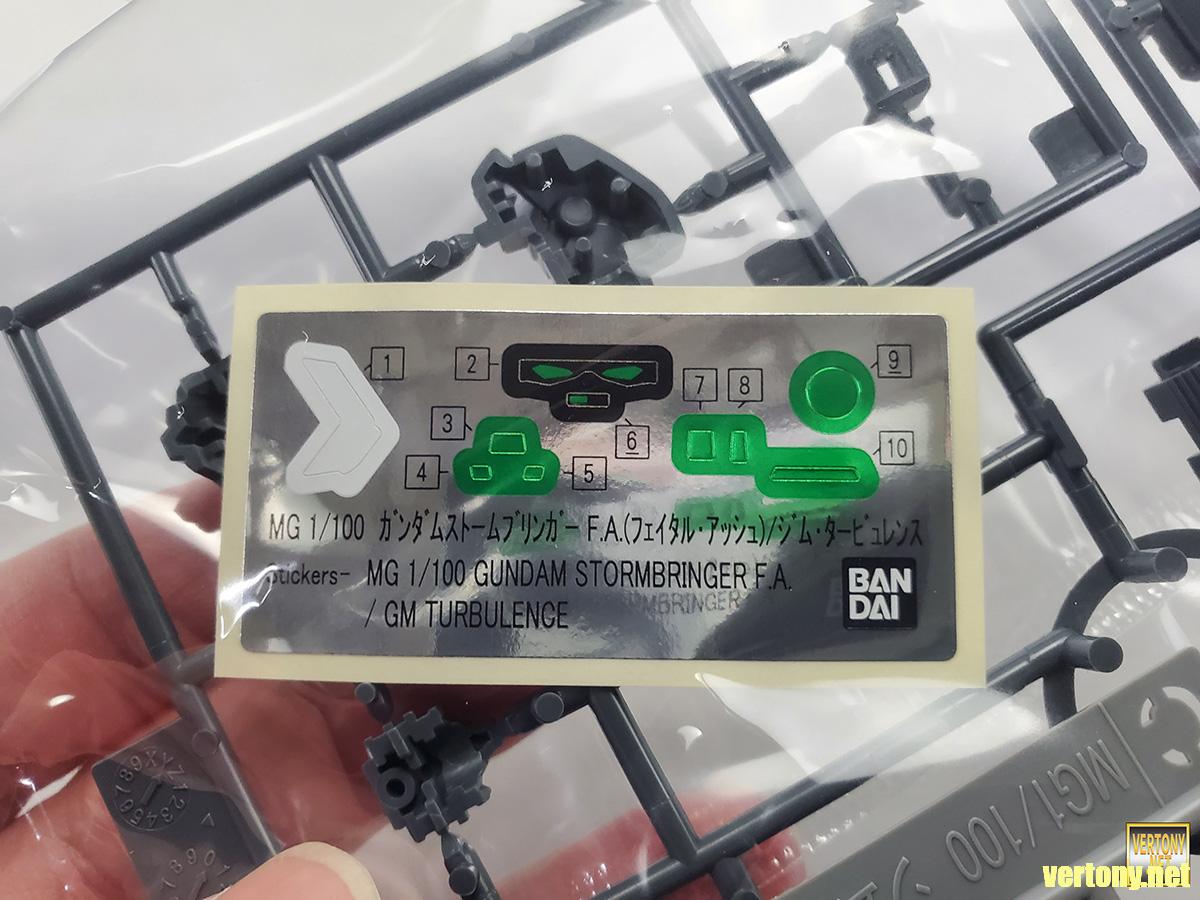 1
2
3
4
5
6
7
8
9
10
MG 1/100 ガンダムストームブリンガー F.A.(フェイタル・アッシュ)/ジム・タービュレンス
Stickers- MG 1/100 GUNDAM STORMBRINGER F.A.
/ GM TURBULENCE
BAN
DAI
MG1/100
VERTONY
.NET
vertony.net